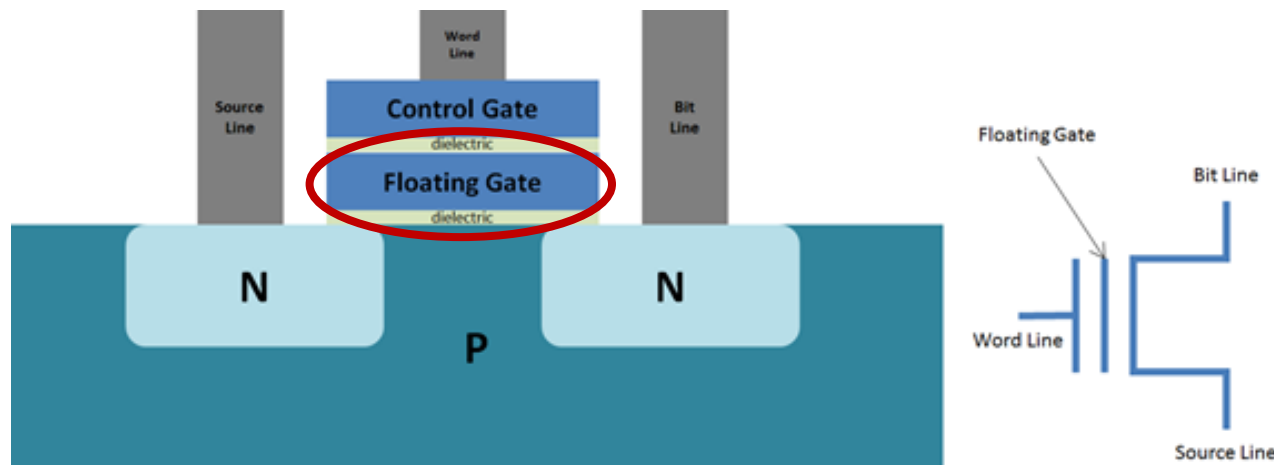 Word
Line
Source
Line
Control Gate
Bit
Line
dielectric
Floating Gate
dielectric
N
N
P
Floating Gate
Bit Line
Word Line
Source Line